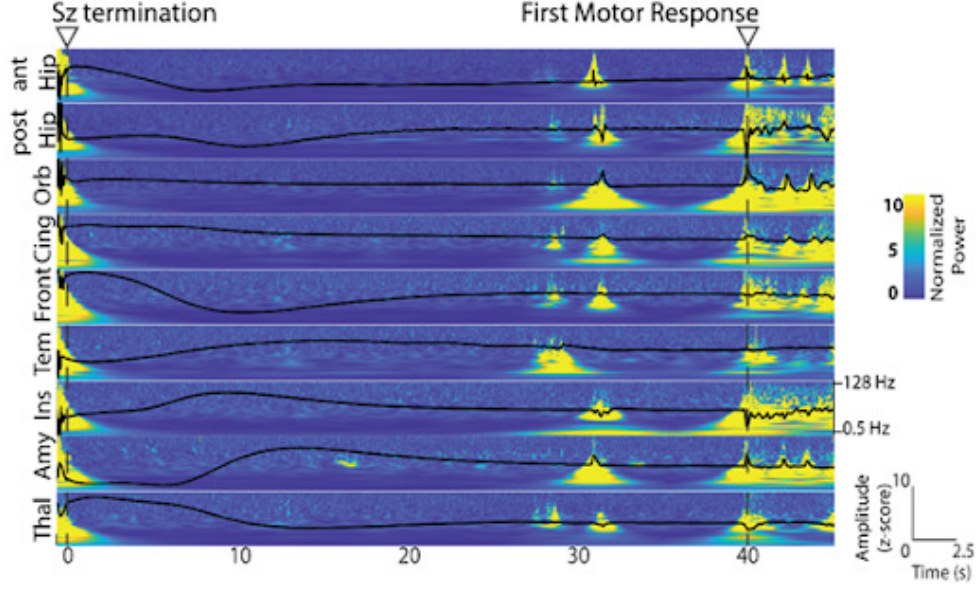 Sz termination
First Motor Response
ant
Hip
post
Hip
Orb
Cing
Front
Tem
Ins
Amy
Thal
0
10
20
30
40
10
5
0
Normalized
Power
128 Hz
0.5 Hz
Amplitude
(z-score)
10
0
2.5
Time (s)